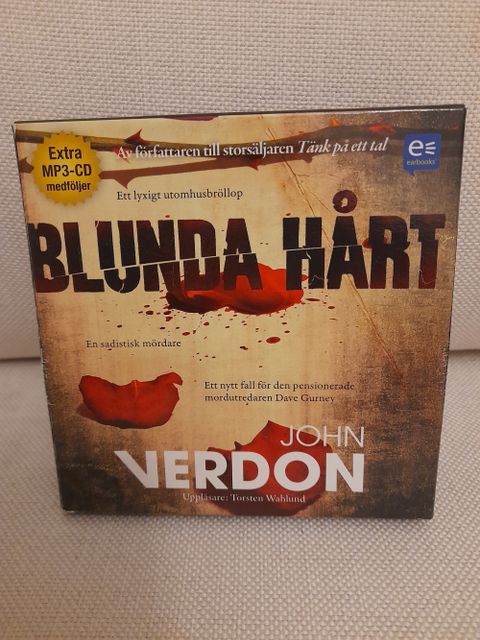 Av författaren till storsäljaren Tänk på ett tal
Extra
MP3-CD
medföljer
e
earbooks
Ett lyxigt utomhusbröllop
BLUNDA HÅRT
En sadistisk mördare
Ett nytt fall för den pensionerade
mordutredaren Dave Gurney
JOHN
VERDON
Uppläsare: Torsten Wahlund